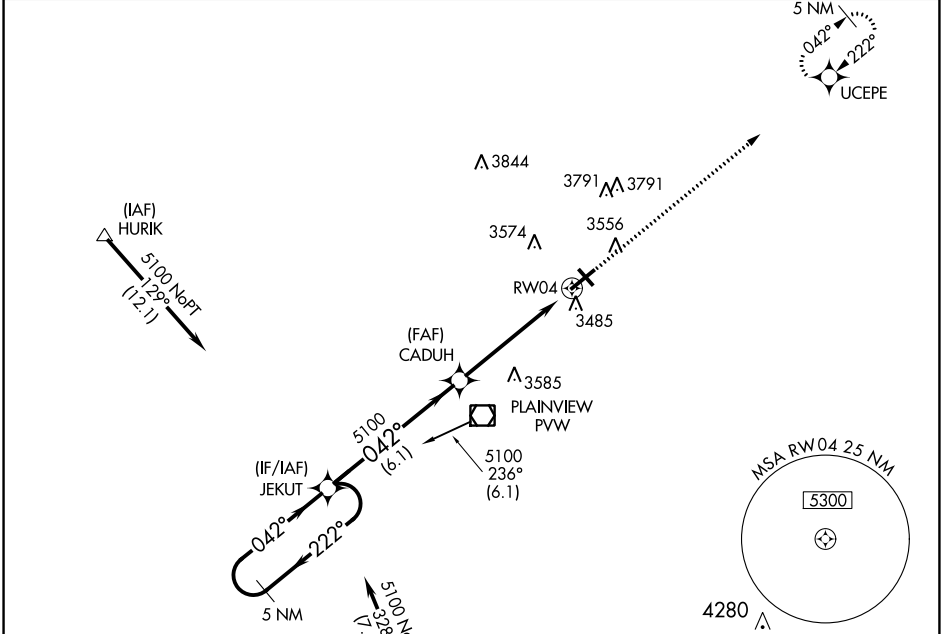 5 NM
042°
222°
UCEPE
3844
3791
3791
(IAF)
HURIK
3574
3556
5100 NoPT
129°
(12.1)
RW04
3485
(FAF)
CADUH
3585
PLAINVIEW
PVW
5100
042°
(6.1)
5100
236°
(6.1)
(IF/IAF)
JEKUT
MSA RW04 25 NM
5300
042°
222°
5 NM
5100
4280